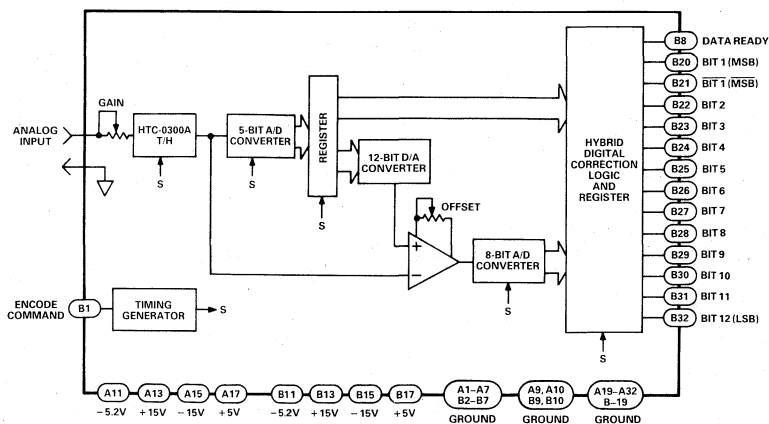 GAIN
ANALOG
INPUT
HTC-0300A
T/H
S
5-BIT A/D
CONVERTER
S
REGISTER
S
12-BIT D/A
CONVERTER
OFFSET
+
−
8-BIT A/D
CONVERTER
S
HYBRID
DIGITAL
CORRECTION
LOGIC
AND
REGISTER
S
B8 DATA READY
B20 BIT 1 (MSB)
B21 BIT 1 (MSB)
B22 BIT 2
B23 BIT 3
B24 BIT 4
B25 BIT 5
B26 BIT 6
B27 BIT 7
B28 BIT 8
B29 BIT 9
B30 BIT 10
B31 BIT 11
B32 BIT 12 (LSB)
ENCODE
COMMAND
B1
TIMING
GENERATOR
S
A11 A13 A15 A17 B11 B13 B15 B17
−5.2V +15V −15V +5V −5.2V +15V −15V +5V
A1–A7
B2–B7
GROUND
A9, A10
B9, B10
GROUND
A19–A32
B–19
GROUND